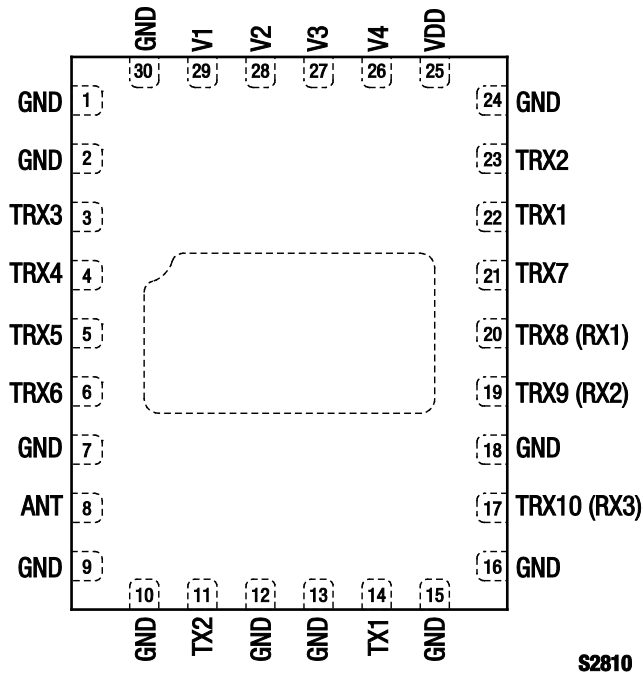 GND V1 V2 V3 V4 VDD
30 29 28 27 26 25
GND 1 24 GND
GND 2 23 TRX2
TRX3 3 22 TRX1
TRX4 4 21 TRX7
TRX5 5 20 TRX8 (RX1)
TRX6 6 19 TRX9 (RX2)
GND 7 18 GND
ANT 8 17 TRX10 (RX3)
GND 9 16 GND
10 11 12 13 14 15
GND TX2 GND GND TX1 GND
S2810